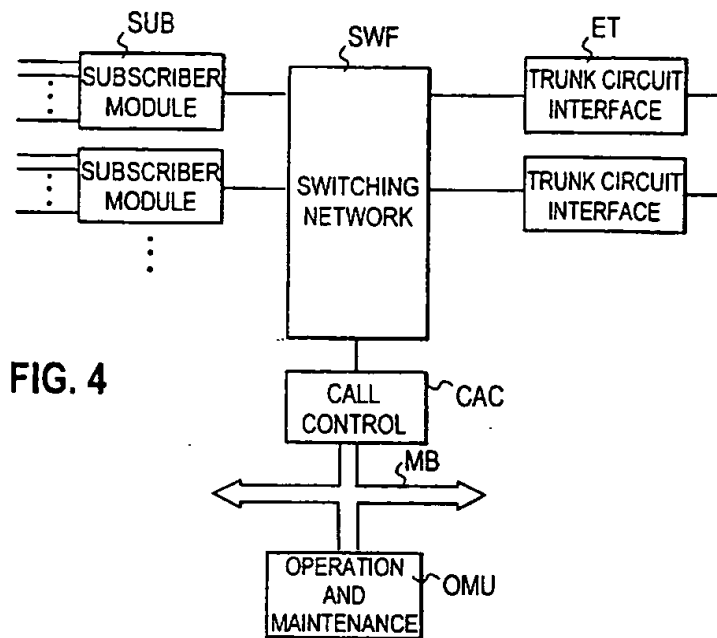 SUB
SWF
ET
SUBSCRIBER
MODULE
TRUNK CIRCUIT
INTERFACE
SUBSCRIBER
MODULE
SWITCHING
NETWORK
TRUNK CIRCUIT
INTERFACE
FIG. 4
CALL
CONTROL
CAC
MB
OPERATION
AND
MAINTENANCE
OMU